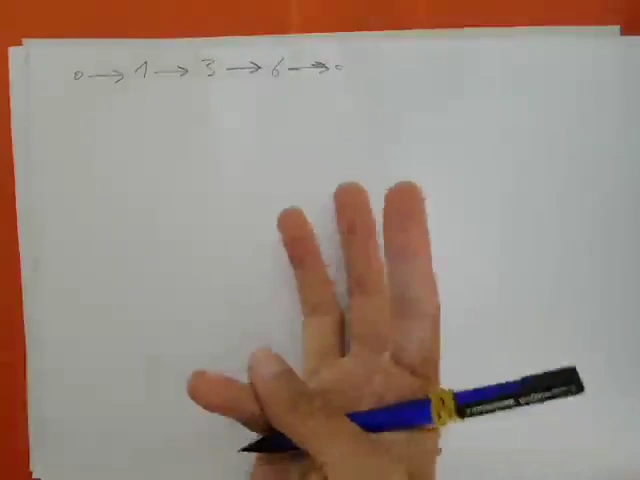 0 → 1 → 3 → 6 → 0